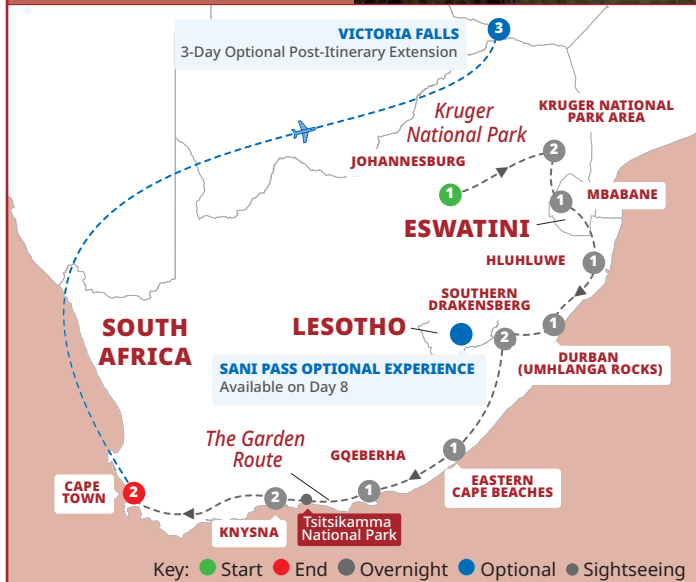 VICTORIA FALLS
3-Day Optional Post-Itinerary Extension
3
Kruger
National Park
KRUGER NATIONAL
PARK AREA
JOHANNESBURG
2
1
1
MBABANE
ESWATINI
HLUHLUWE
1
SOUTHERN
DRAKENSBERG
SOUTH
AFRICA
LESOTHO
1
2
DURBAN
(UMHLANGA ROCKS)
SANI PASS OPTIONAL EXPERIENCE
Available on Day 8
The Garden
Route
GQEBERHA
1
EASTERN
CAPE BEACHES
CAPE
TOWN
2
2
1
KNYSNA
Tsitsikamma
National Park
Key: Start End Overnight Optional Sightseeing